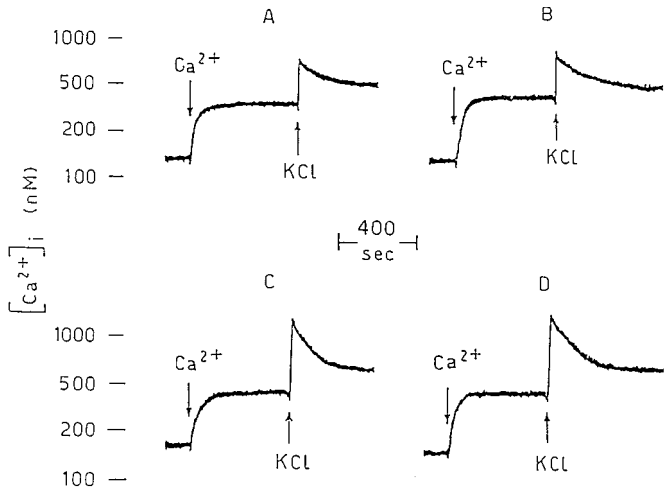 A
B
1000 —
500 —
200 —
100 —
Ca²⁺
Ca²⁺
KCl
KCl
[Ca²⁺]i (nM)
400
sec
C
D
1000 —
500 —
200 —
100 —
Ca²⁺
Ca²⁺
KCl
KCl